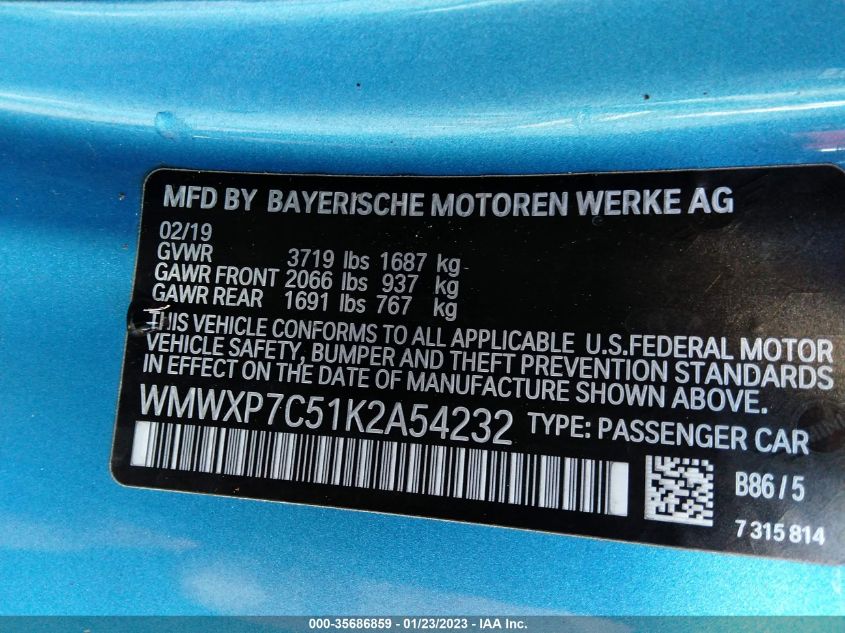 MFD BY BAYERISCHE MOTOREN WERKE AG
02/19
GVWR 3719 lbs 1687 kg
GAWR FRONT 2066 lbs 937 kg
GAWR REAR 1691 lbs 767 kg
THIS VEHICLE CONFORMS TO ALL APPLICABLE U.S.FEDERAL MOTOR
VEHICLE SAFETY, BUMPER AND THEFT PREVENTION STANDARDS
IN EFFECT ON THE DATE OF MANUFACTURE SHOWN ABOVE.
WMWXP7C51K2A54232 TYPE: PASSENGER CAR
B86/5
7 315 814
000-35686859 - 01/23/2023 - IAA Inc.